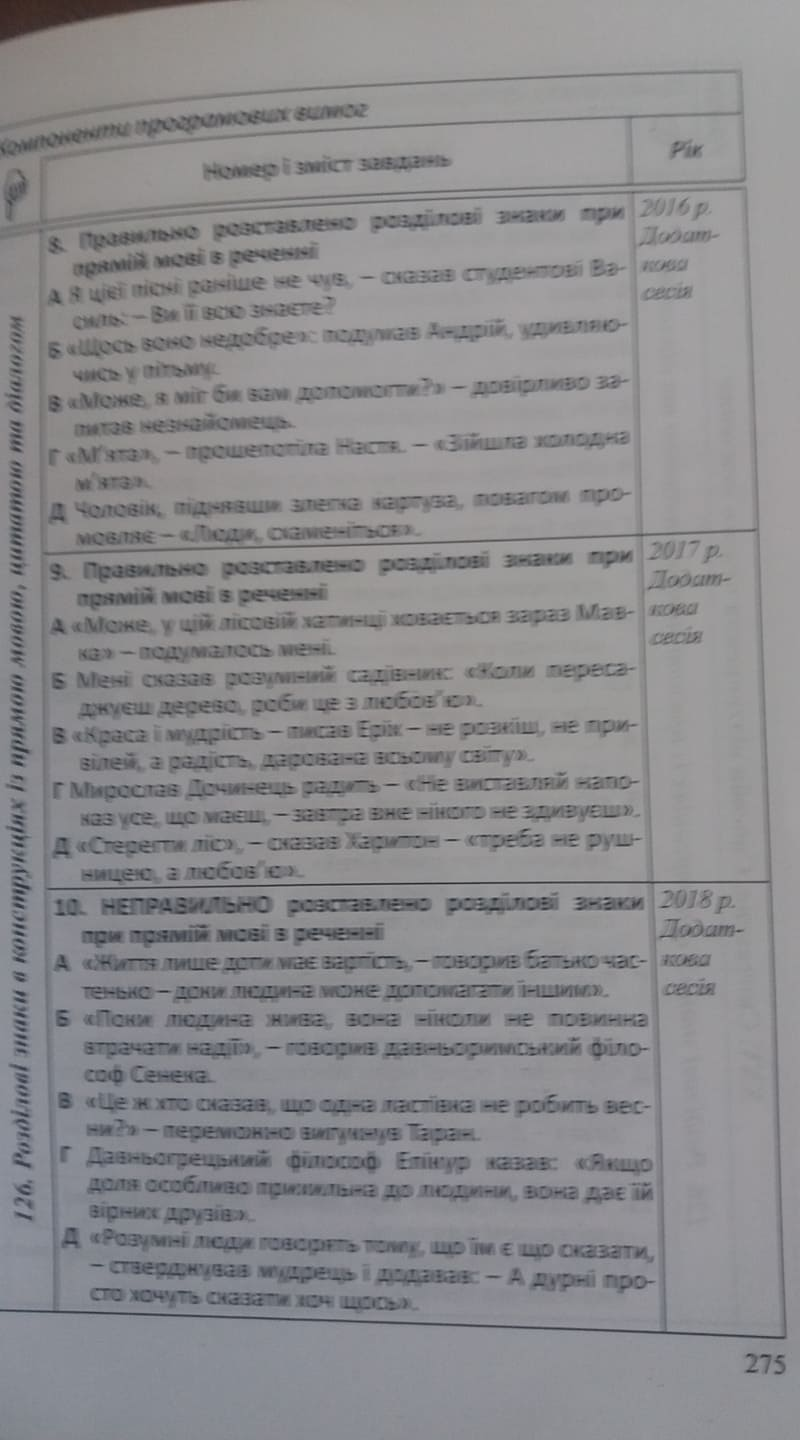 Компоненти програмових вимог
Номер і зміст завдань
Рік
8. Правильно розставлено розділові знаки при
прямій мові в реченні
А Я цієї пісні раніше не чув, – сказав студентові Ва-
силь: – Ви її всю знаєте?
Б «Щось воно недобре»: подумав Андрій, удивляю-
чись у пітьму.
В «Може, я міг би вам допомогти?» – довірливо за-
питав незнайомець.
Г «М'ята», – прошепотіла Настя. – «Зійшла холодна
м'ята».
Д Чоловік, піднявши злегка картуза, поважно про-
мовляє – «Люди, схаменіться».
2016 р.
Додат-
кова
сесія
9. Правильно розставлено розділові знаки при
прямій мові в реченні
А «Може, у цій лісовій хатинці ховається зараз Мав-
ка» – подумалось мені.
Б Мені сказав розумний садівник: «Коли переса-
джуєш дерево, роби це з любов'ю».
В «Краса і мудрість – писав Ерік – не розкіш, не при-
вілей, а радість, дарована всьому світу».
Г Мирослав Дочинець радить – «Не виставляй напо-
каз усе, що маєш, – завтра вже нікого не здивуєш».
Д «Стерегти ліс», – сказав Харитон – «треба не руш-
ницею, а любов'ю».
2017 р.
Додат-
кова
сесія
10. НЕПРАВИЛЬНО розставлено розділові знаки
при прямій мові в реченні
А «Життя лише доти має вартість, – говорив батько час-
тенько – доки людина може допомагати іншим».
Б «Поки людина жива, вона ніколи не повинна
втрачати надії», – говорив давньоримський філо-
соф Сенека.
В «Це ж хто сказав, що одна ластівка не робить вес-
ни?» – переможно вигукнув Таран.
Г Давньогрецький філософ Епікур казав: «Якщо
доля особливо прихильна до людини, вона дає їй
вірних друзів».
Д «Розумні люди говорять тому, що їм є що сказати,
– стверджував мудрець і додавав: – А дурні про-
сто хочуть сказати хоч щось».
2018 р.
Додат-
кова
сесія
126. Розділові знаки в конструкціях із прямою мовою, цитатою та діалогом
275